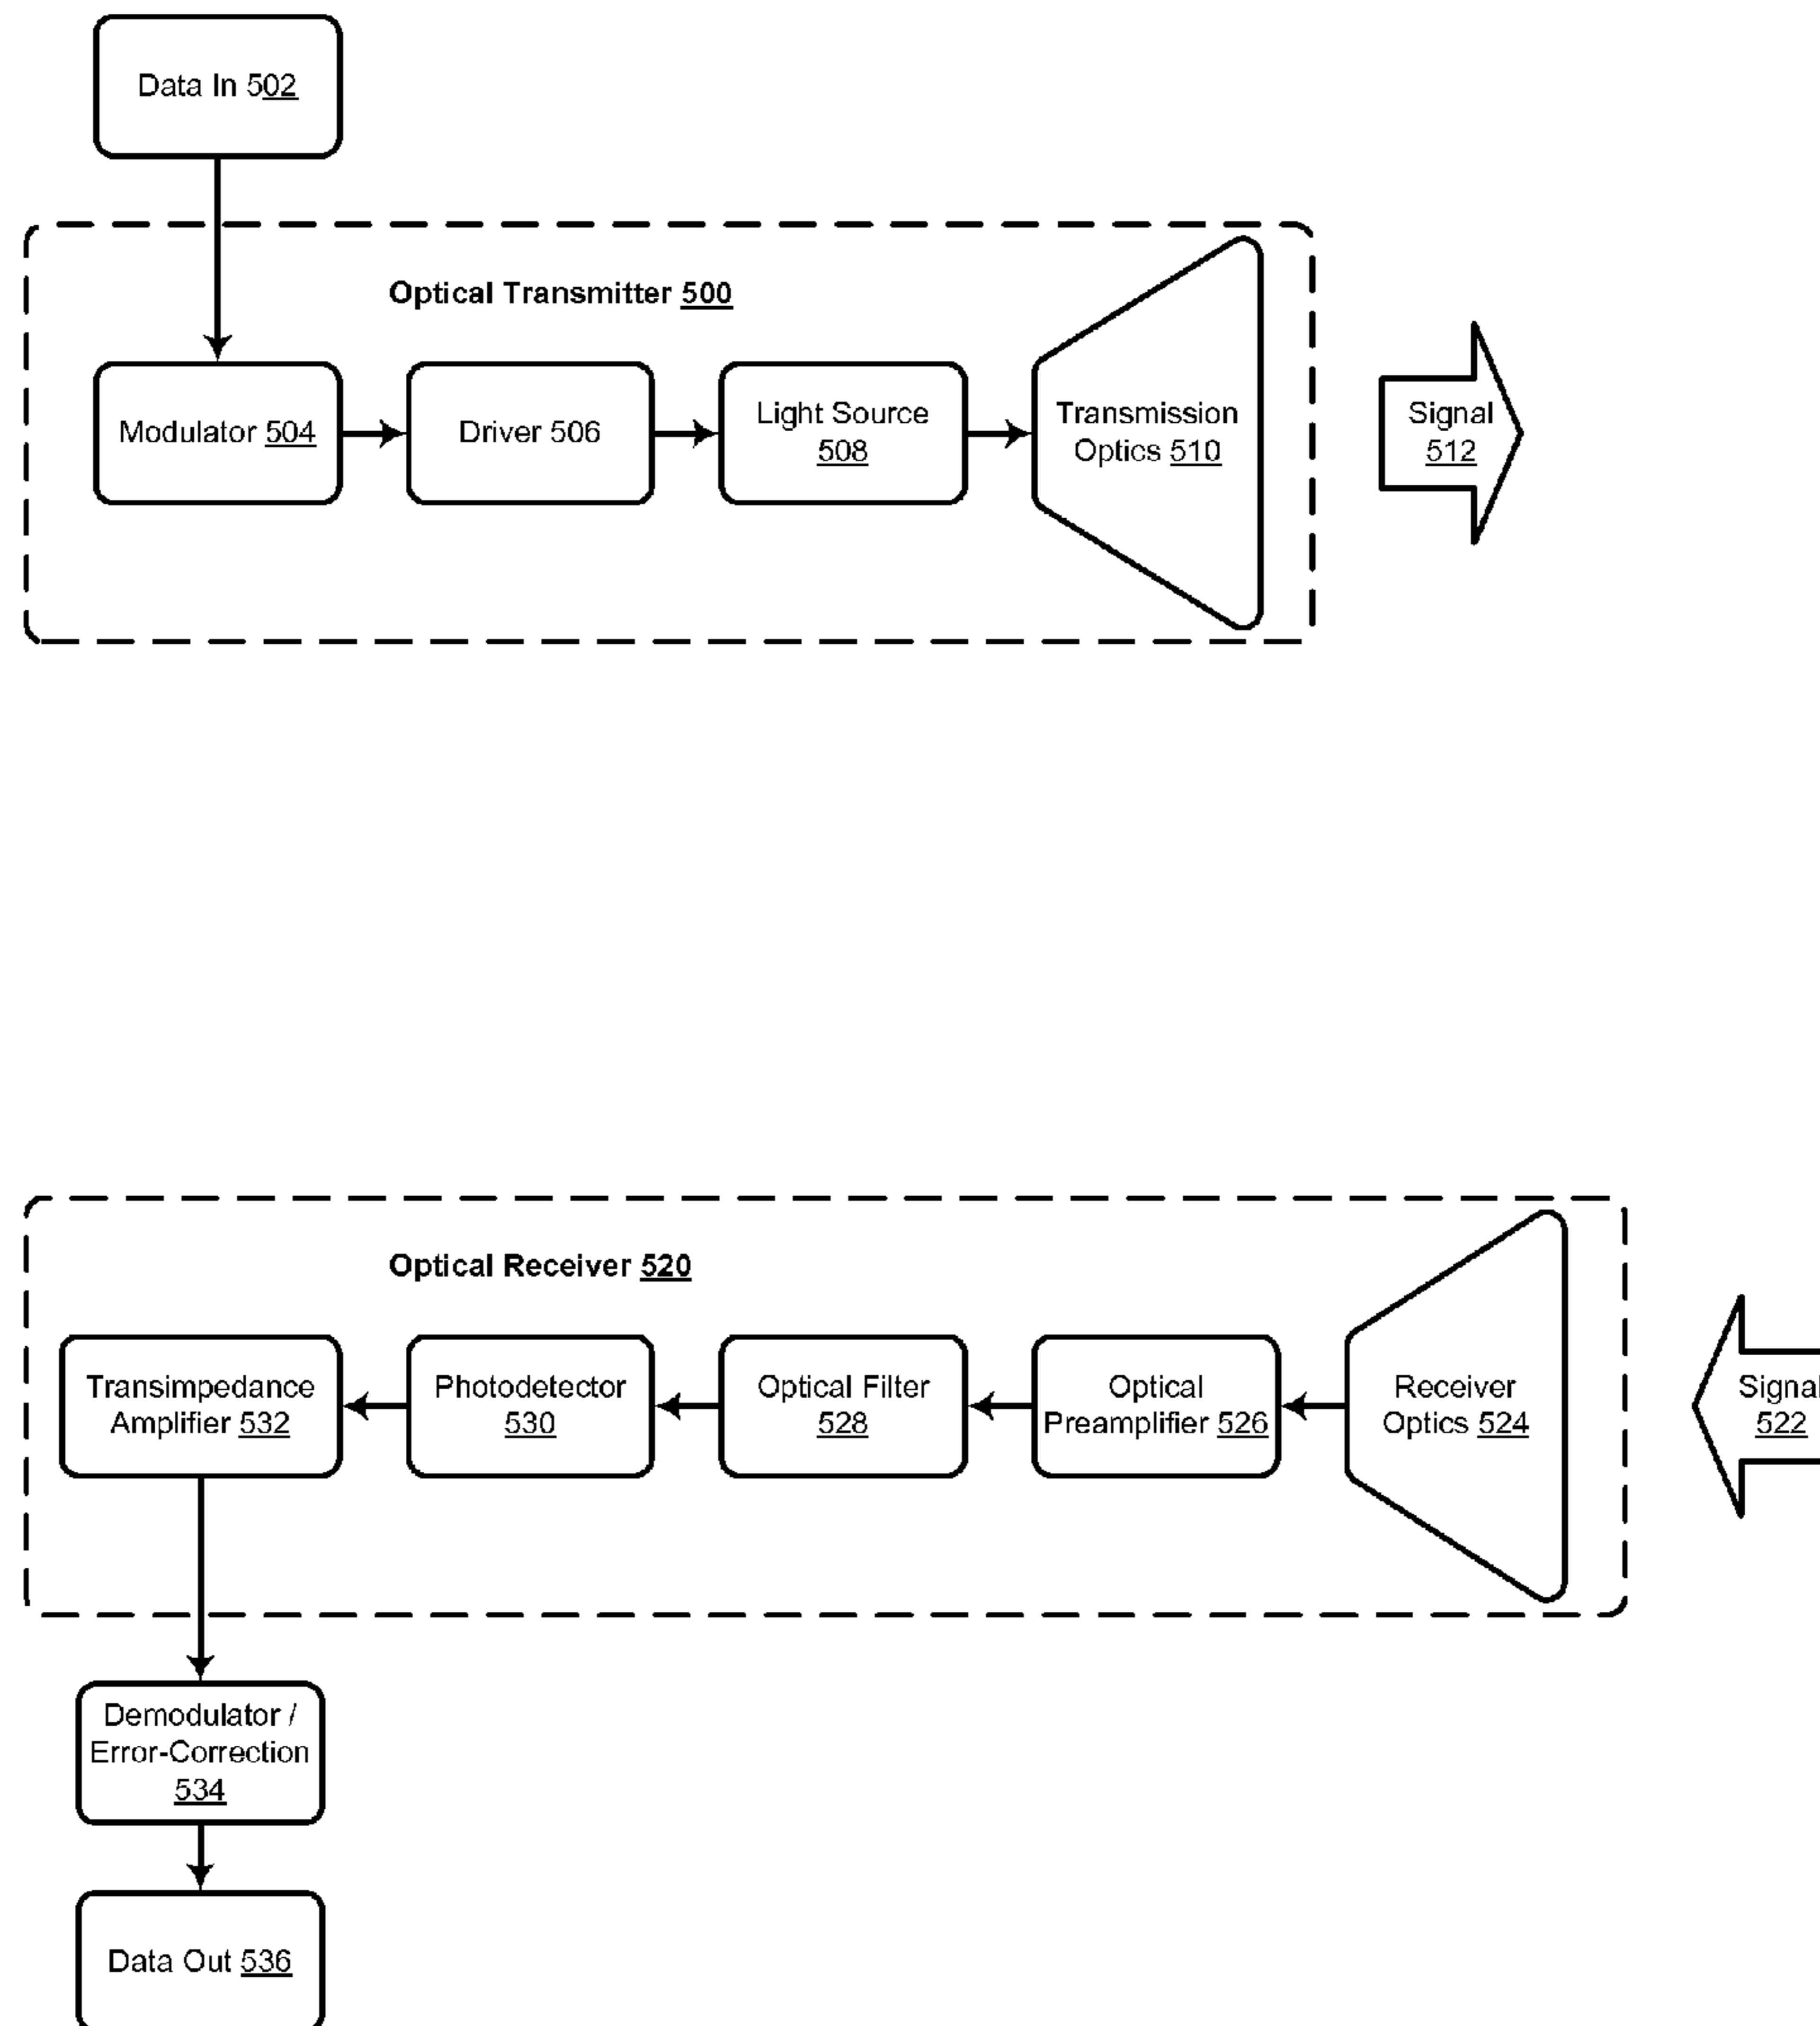 Data In 502
Optical Transmitter 500
Modulator 504
Driver 506
Light Source
508
Transmission
Optics 510
Signal
512
Optical Receiver 520
Transimpedance
Amplifier 532
Photodetector
530
Optical Filter
528
Optical
Preamplifier 526
Receiver
Optics 524
Signal
522
Demodulator /
Error-Correction
534
Data Out 536